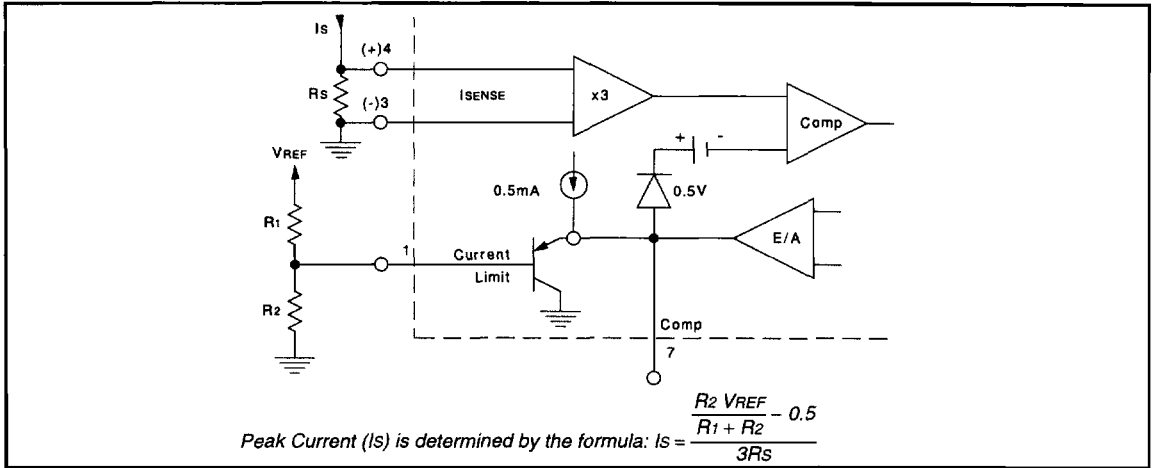 Is
(+)4
Rs
ISENSE
x3
(-)3
Comp
VREF
+ -
0.5mA
0.5V
R1
E/A
1
Current
Limit
R2
Comp
7
Peak Current (Is) is determined by the formula: Is = (R2 VREF / (R1 + R2) – 0.5) / 3Rs